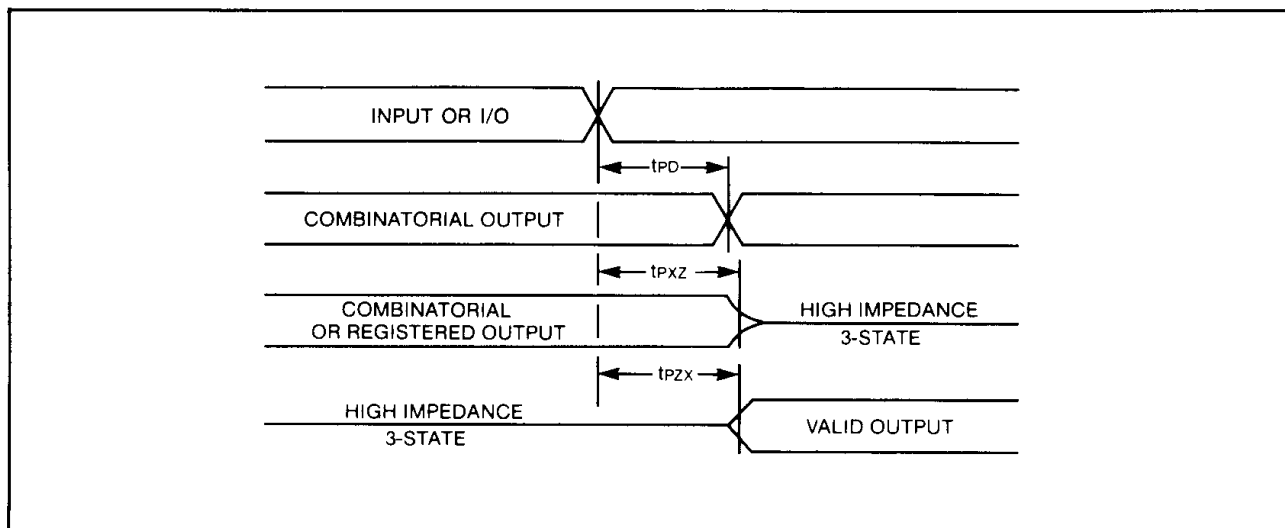 INPUT OR I/O
tPD
COMBINATORIAL OUTPUT
tPXZ
COMBINATORIAL
OR REGISTERED OUTPUT
HIGH IMPEDANCE
3-STATE
tPZX
HIGH IMPEDANCE
3-STATE
VALID OUTPUT